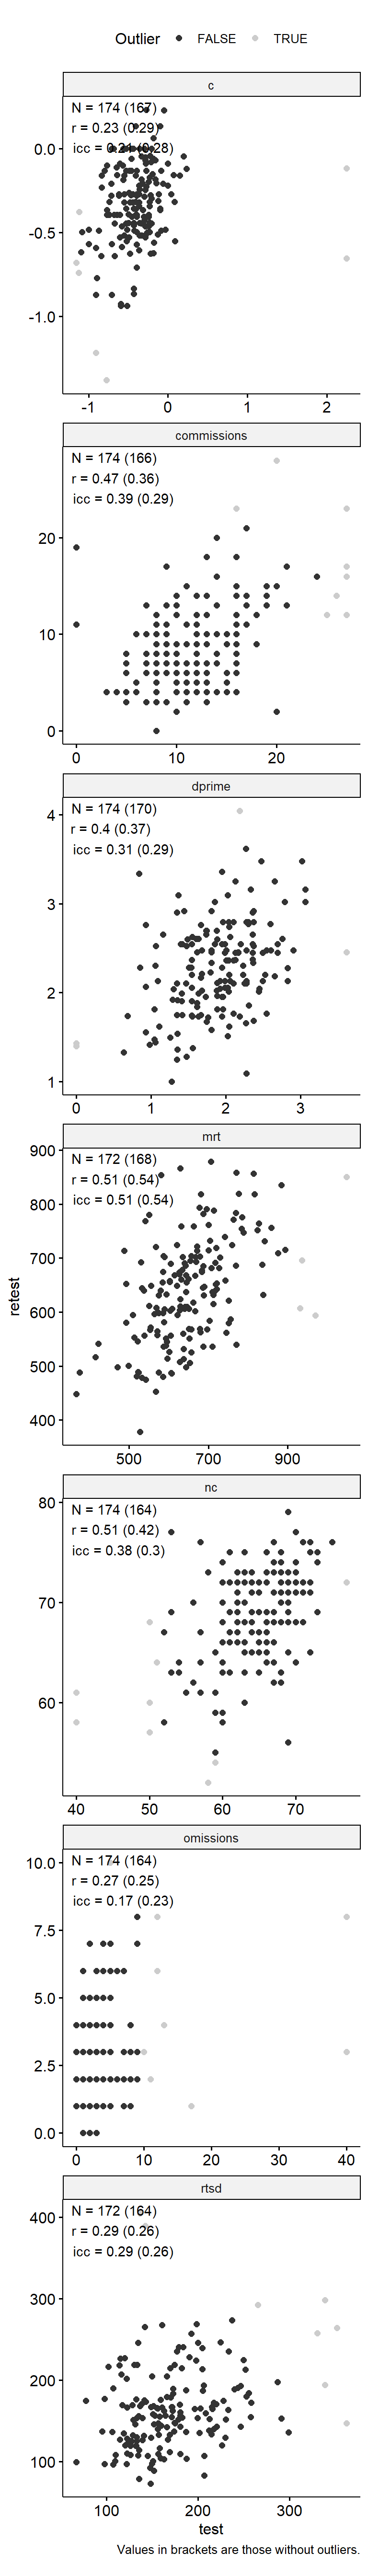 Outlier FALSE TRUE
c
N = 174 (167)
r = 0.23 (0.29)
icc = 0.24 (0.28)
0.0
-0.5
-1.0
-1 0 1 2
commissions
N = 174 (166)
r = 0.47 (0.36)
icc = 0.39 (0.29)
20
10
0
0 10 20
dprime
4
N = 174 (170)
r = 0.4 (0.37)
icc = 0.31 (0.29)
3
2
1
0 1 2 3
mrt
900
N = 172 (168)
r = 0.51 (0.54)
icc = 0.51 (0.54)
800
700
600
500
400
500 700 900
retest
nc
80
N = 174 (164)
r = 0.51 (0.42)
icc = 0.38 (0.3)
70
60
40 50 60 70
omissions
10.0
N = 174 (164)
r = 0.27 (0.25)
icc = 0.17 (0.23)
7.5
5.0
2.5
0.0
0 10 20 30 40
rtsd
400
N = 172 (164)
r = 0.29 (0.26)
icc = 0.29 (0.26)
300
200
100
100 200 300
test
Values in brackets are those without outliers.